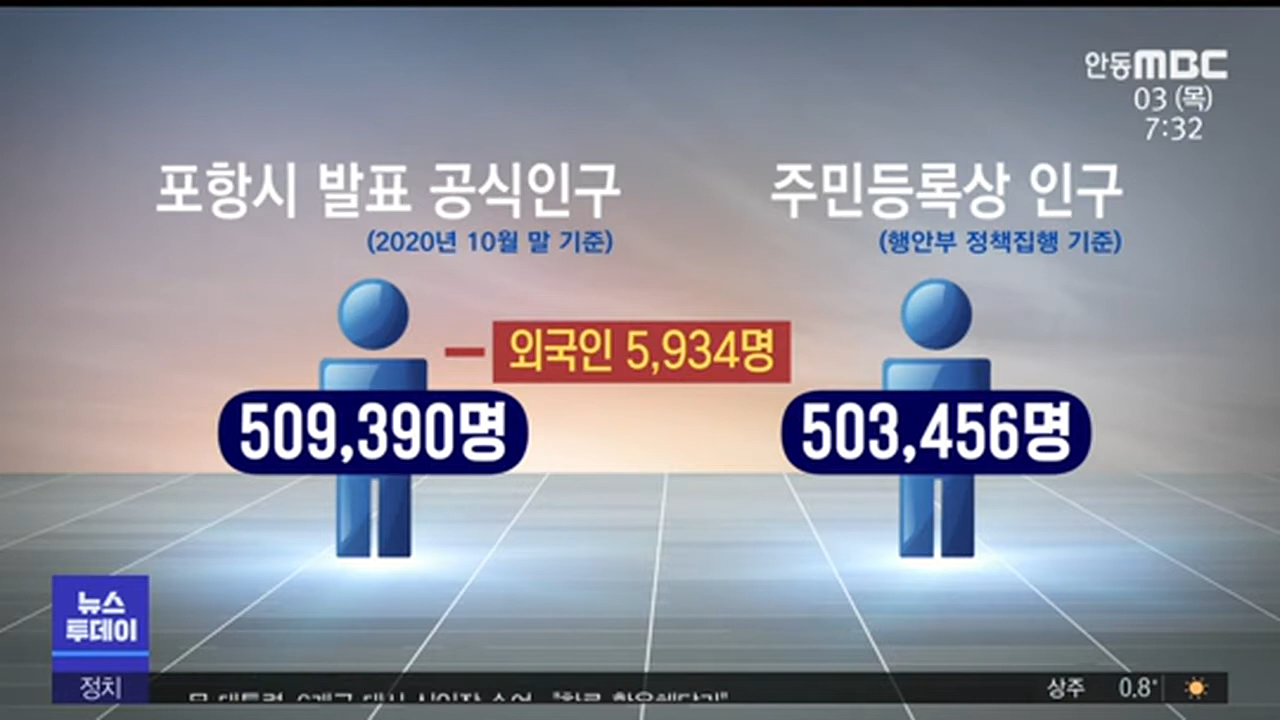 안동MBC
03 (목)
7:32
포항시 발표 공식인구
(2020년 10월 말 기준)
주민등록상 인구
(행안부 정책집행 기준)
– 외국인 5,934명
509,390명
503,456명
뉴스
투데이
정치
상주 0.8°